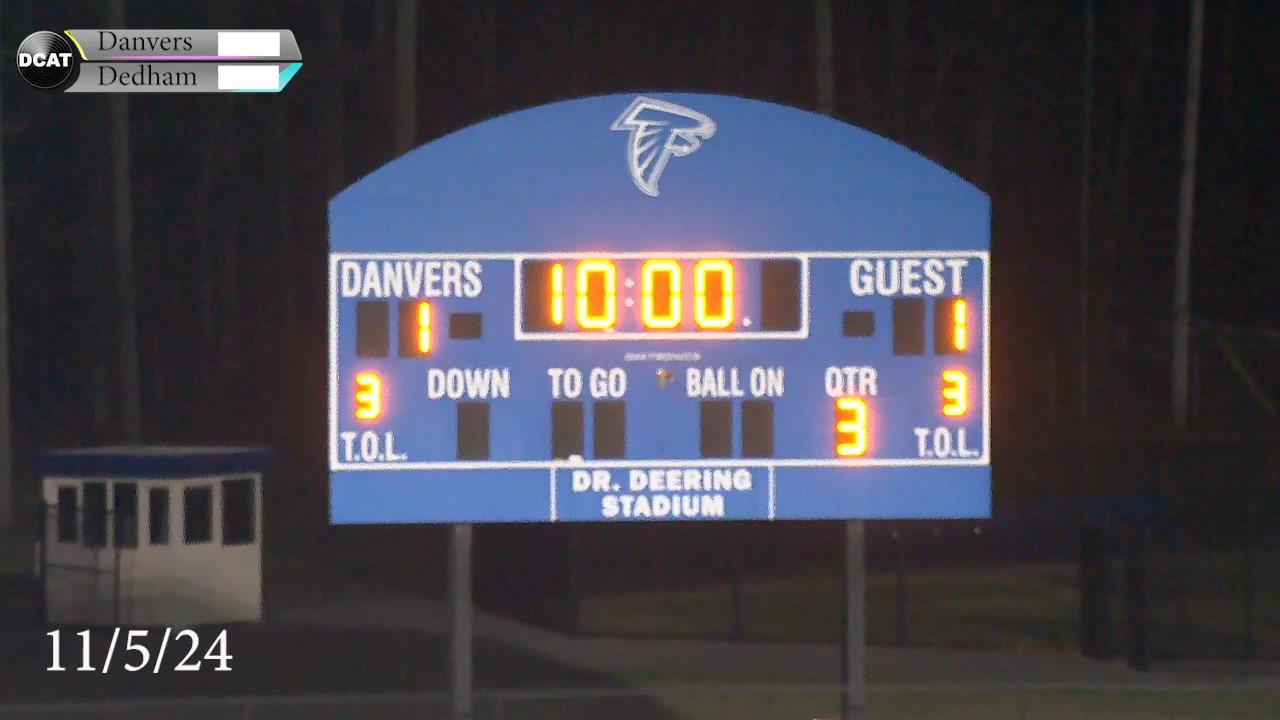 DCAT
Danvers
Dedham
DANVERS 10:00 GUEST
1 1
DOWN TO GO BALL ON QTR
3 3 3
T.O.L. T.O.L.
DR. DEERING
STADIUM
11/5/24